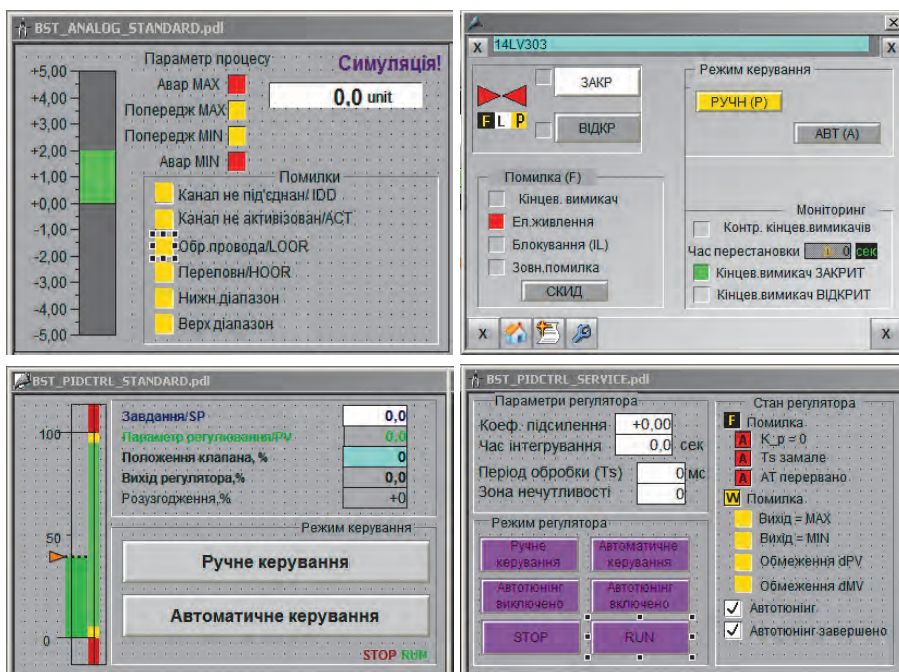 BST_ANALOG_STANDARD.pdl
Параметр процесу
Симуляція!
+5,00
+4,00
+3,00
+2,00
+1,00
+0,00
-1,00
-2,00
-3,00
-4,00
-5,00
Авар MAX
Попередж MAX
Попередж MIN
Авар MIN
0,0 unit
Помилки
Канал не під'єднан/ IDD
Канал не активізован/ACT
Обр.провода/LOOR
Переповн/HOOR
Нижн.діапазон
Верх.діапазон
X 14LV303 X
ЗАКР
F L P
ВІДКР
Режим керування
РУЧН (Р)
АВТ (А)
Помилка (F)
Кінцев. вимикач
Ел.живлення
Блокування (IL)
Зовн.помилка
СКИД
Моніторинг
Контр. кінцев.вимикачів
Час перестановки 0 сек
Кінцев.вимикач ЗАКРИТ
Кінцев.вимикач ВІДКРИТ
X X
BST_PIDCTRL_STANDARD.pdl
100
50
0
Завдання/SP 0,0
Параметр регулювання/PV 0,0
Положення клапана, % 0
Вихід регулятора,% 0,0
Розузгодження,% +0
Режим керування
Ручне керування
Автоматичне керування
STOP RUN
BST_PIDCTRL_SERVICE.pdl
Параметри регулятора
Коеф. підсилення +0,00
Час інтегрування 0,0 сек
Період обробки (Ts) 0 мс
Зона нечутливості 0
Режим регулятора
Ручне керування
Автоматичне керування
Автотюнінг виключено
Автотюнінг включено
STOP
RUN
Стан регулятора
F Помилка
A K_p = 0
A Ts замале
A АТ перервано
W Помилка
Вихід = MAX
Вихід = MIN
Обмеження dPV
Обмеження dMV
Автотюнінг
Автотюнінг завершено